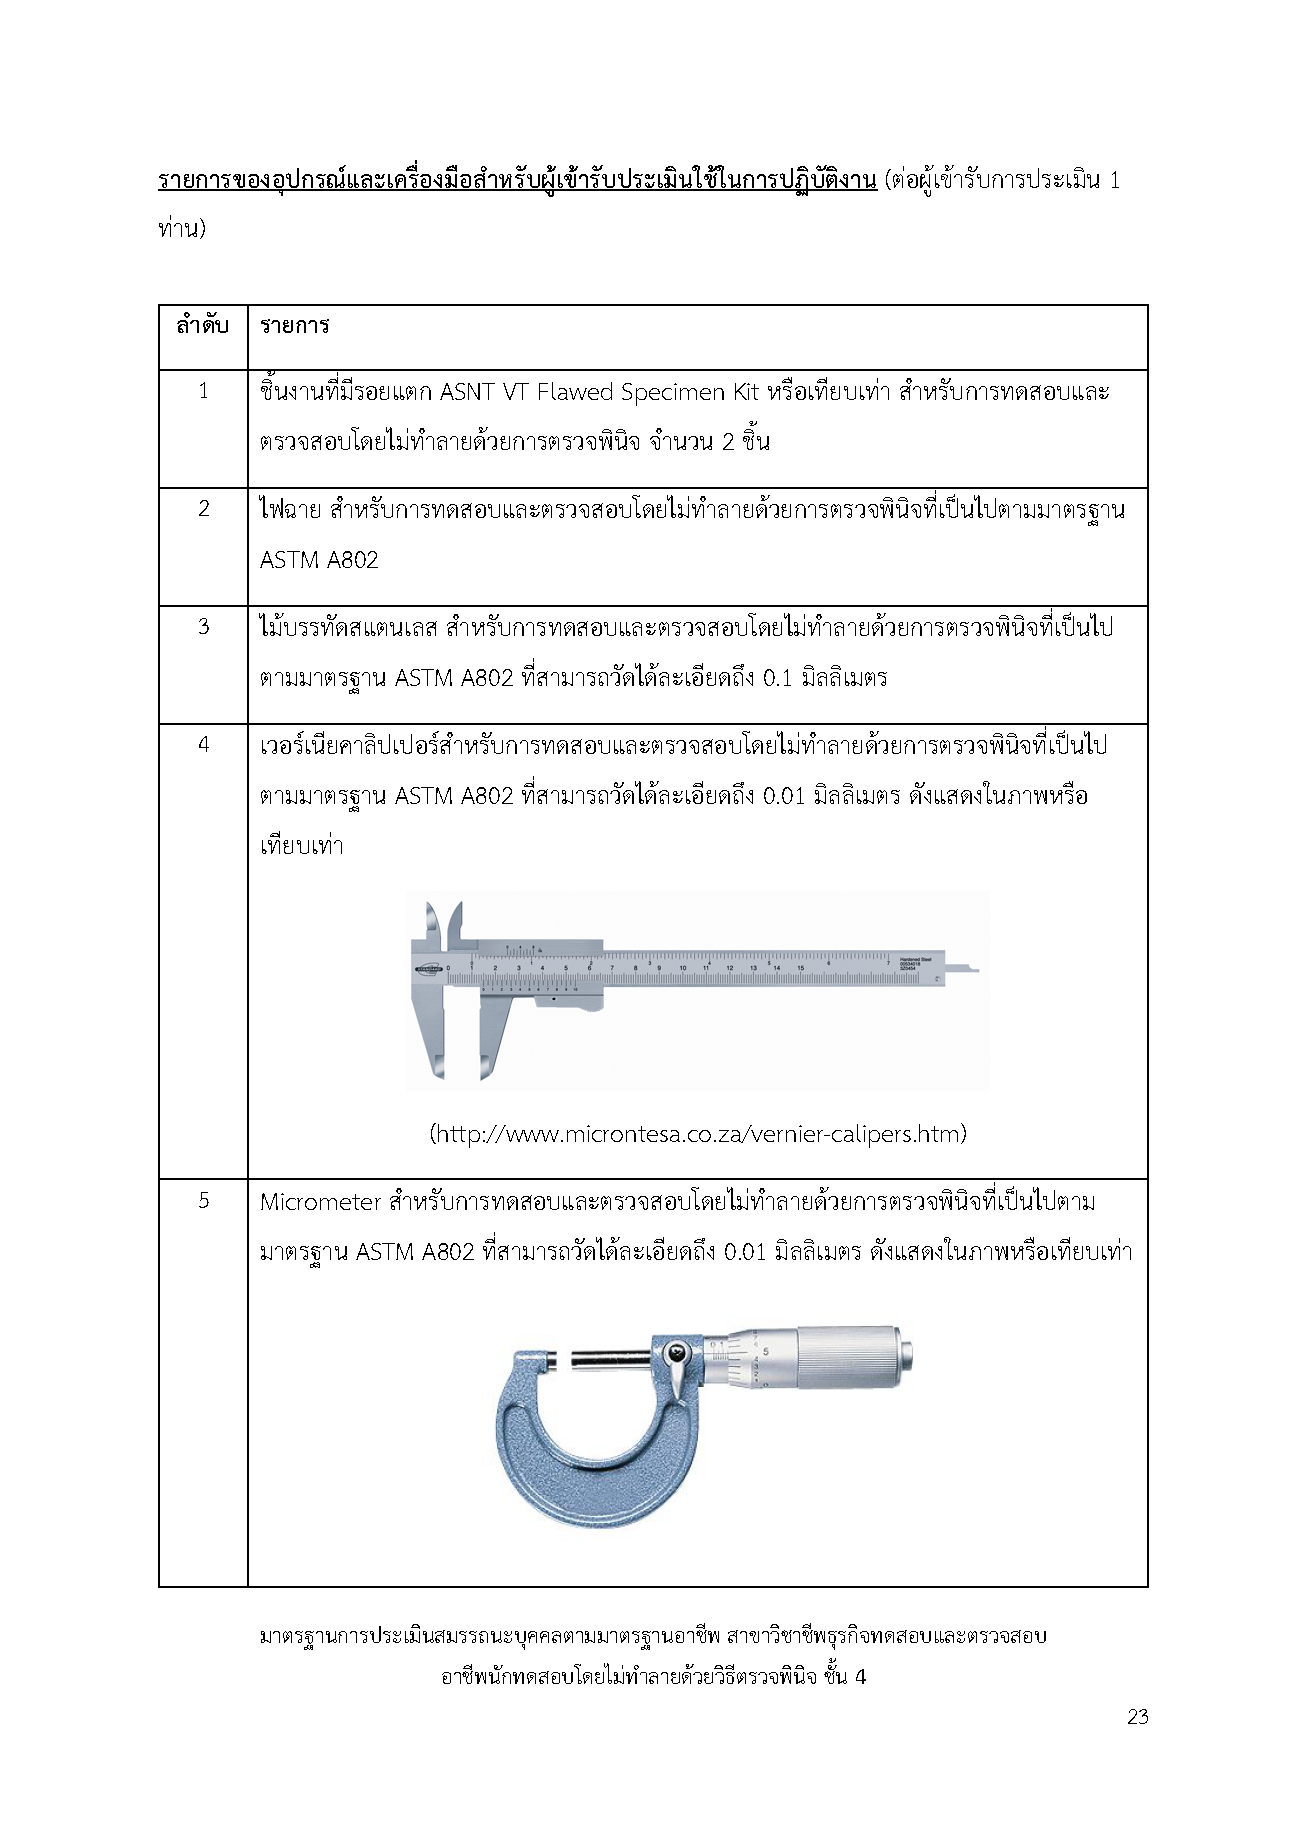 รายการของอุปกรณ์และเครื่องมือสำหรับผู้เข้ารับประเมินใช้ในการปฏิบัติงาน (ต่อผู้เข้ารับการประเมิน 1
ท่าน)
ลำดับ รายการ
1 ชิ้นงานที่มีรอยแตก ASNT VT Flawed Specimen Kit หรือเทียบเท่า สำหรับการทดสอบและ
ตรวจสอบโดยไม่ทำลายด้วยการตรวจพินิจ จำนวน 2 ชิ้น
2 ไฟฉาย สำหรับการทดสอบและตรวจสอบโดยไม่ทำลายด้วยการตรวจพินิจที่เป็นไปตามมาตรฐาน
ASTM A802
3 ไม้บรรทัดสแตนเลส สำหรับการทดสอบและตรวจสอบโดยไม่ทำลายด้วยการตรวจพินิจที่เป็นไป
ตามมาตรฐาน ASTM A802 ที่สามารถวัดได้ละเอียดถึง 0.1 มิลลิเมตร
4 เวอร์เนียคาลิปเปอร์สำหรับการทดสอบและตรวจสอบโดยไม่ทำลายด้วยการตรวจพินิจที่เป็นไป
ตามมาตรฐาน ASTM A802 ที่สามารถวัดได้ละเอียดถึง 0.01 มิลลิเมตร ดังแสดงในภาพหรือ
เทียบเท่า
0 1 2 3 4 5 6 7 8 9 10 11 12 13 14 15
Hardened Steel
(http://www.microntesa.co.za/vernier-calipers.htm)
5 Micrometer สำหรับการทดสอบและตรวจสอบโดยไม่ทำลายด้วยการตรวจพินิจที่เป็นไปตาม
มาตรฐาน ASTM A802 ที่สามารถวัดได้ละเอียดถึง 0.01 มิลลิเมตร ดังแสดงในภาพหรือเทียบเท่า
มาตรฐานการประเมินสมรรถนะบุคคลตามมาตรฐานอาชีพ สาขาวิชาชีพธุรกิจทดสอบและตรวจสอบ
อาชีพนักทดสอบโดยไม่ทำลายด้วยวิธีตรวจพินิจ ชั้น 4
23